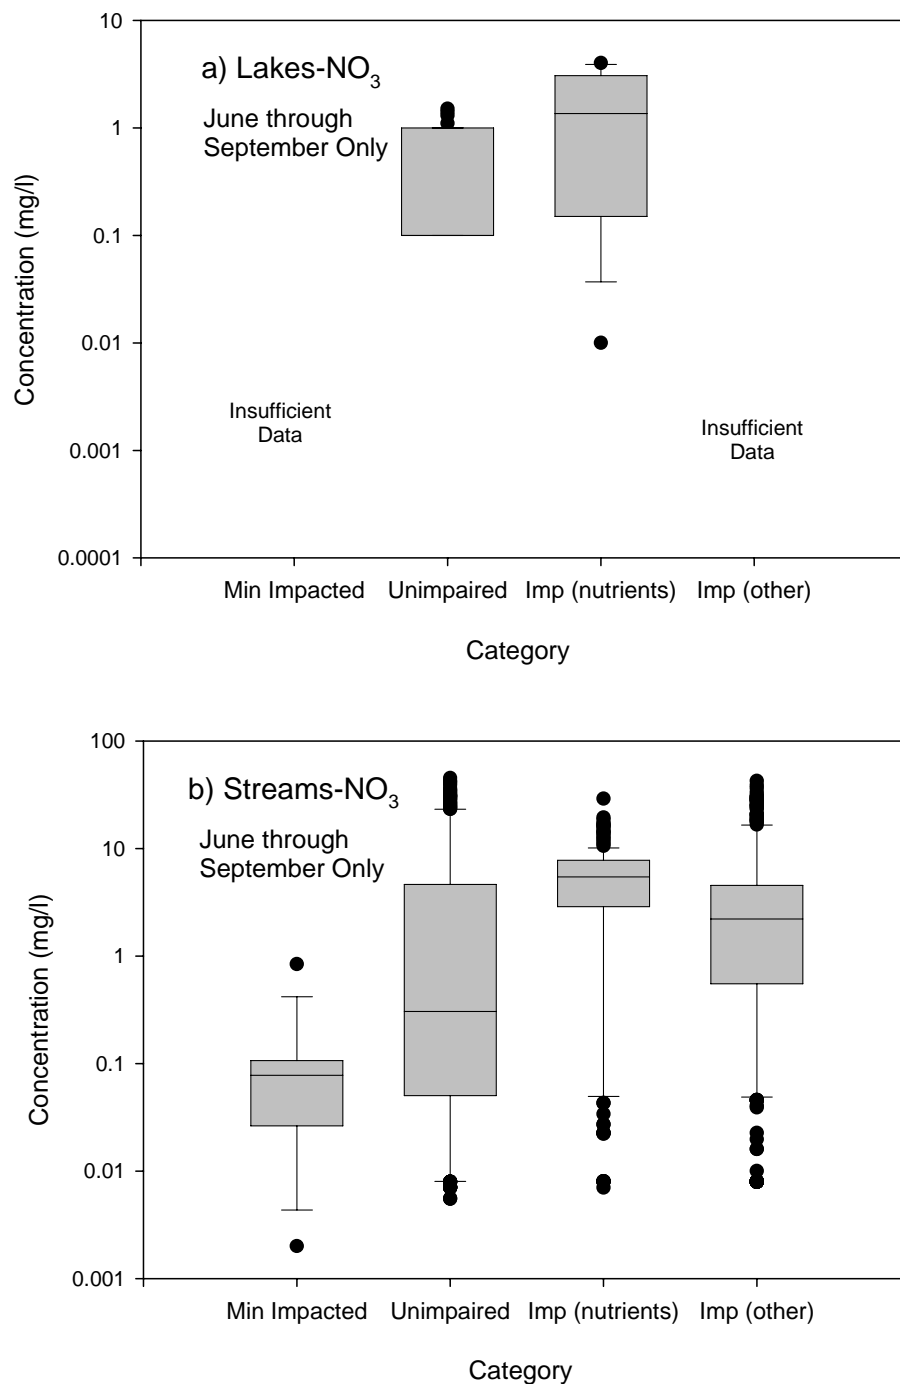 10
1
0.1
0.01
0.001
0.0001
Concentration (mg/l)
a) Lakes-NO₃
June through
September Only
Insufficient
Data
Insufficient
Data
Min Impacted
Unimpaired
Imp (nutrients)
Imp (other)
Category
100
10
1
0.1
0.01
0.001
Concentration (mg/l)
b) Streams-NO₃
June through
September Only
Min Impacted
Unimpaired
Imp (nutrients)
Imp (other)
Category